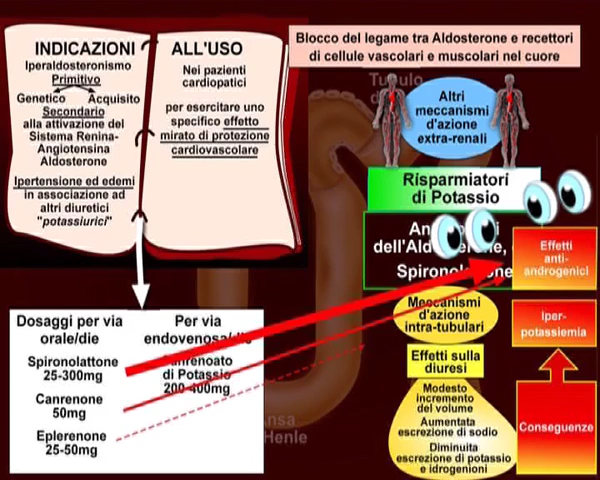 INDICAZIONI
Iperaldosteronismo
Primitivo
Genetico Acquisito
Secondario
alla attivazione del
Sistema Renina-
Angiotensina
Aldosterone
Ipertensione ed edemi
in associazione ad
altri diuretici
"potassiurici"
ALL'USO
Nei pazienti
cardiopatici
per esercitare uno
specifico effetto
mirato di protezione
cardiovascolare
Blocco del legame tra Aldosterone e recettori
di cellule vascolari e muscolari nel cuore
Altri
meccanismi
d'azione
extra-renali
Risparmiatori
di Potassio
Effetti
anti-
androgenici
Meccanismi
d'azione
intra-tubulari
Iper-
potassiemia
Effetti sulla
diuresi
Modesto
incremento
del volume
Aumentata
escrezione di sodio
Diminuita
escrezione di potassio
e idrogenioni
Conseguenze
Dosaggi per via
orale/die
Spironolattone
25-300mg
Canrenone
50mg
Eplerenone
25-50mg
Per via
endovenosa/die
Canrenoato
di Potassio
200-400mg
Ansa
Henle